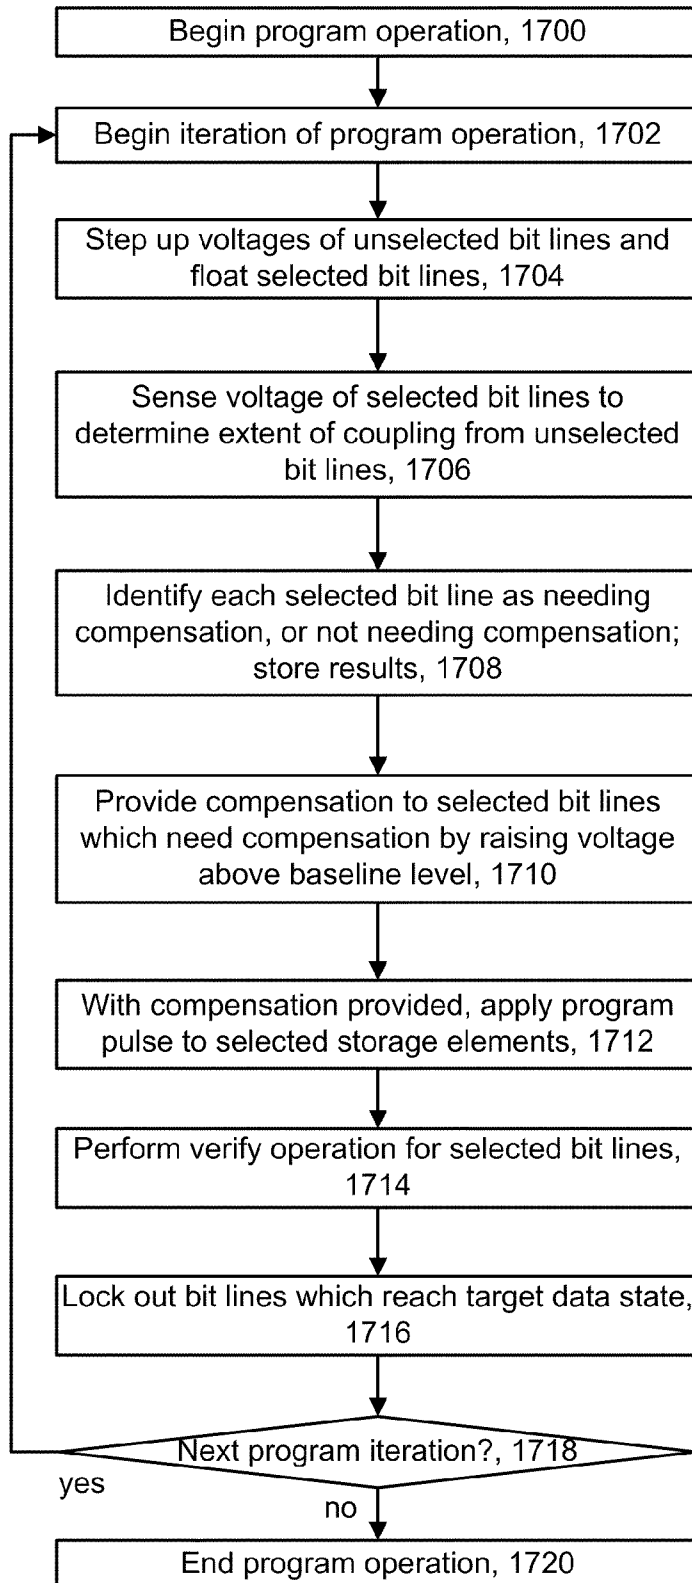 Begin program operation, 1700
Begin iteration of program operation, 1702
Step up voltages of unselected bit lines and
float selected bit lines, 1704
Sense voltage of selected bit lines to
determine extent of coupling from unselected
bit lines, 1706
Identify each selected bit line as needing
compensation, or not needing compensation;
store results, 1708
Provide compensation to selected bit lines
which need compensation by raising voltage
above baseline level, 1710
With compensation provided, apply program
pulse to selected storage elements, 1712
Perform verify operation for selected bit lines,
1714
Lock out bit lines which reach target data state,
1716
Next program iteration?, 1718
yes
no
End program operation, 1720